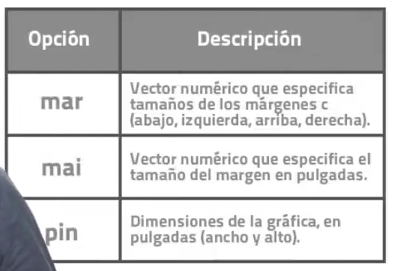 Opción
Descripción
mar
Vector numérico que especifica
tamaños de los márgenes c
(abajo, izquierda, arriba, derecha).
mai
Vector numérico que especifica el
tamaño del margen en pulgadas.
pin
Dimensiones de la gráfica, en
pulgadas (ancho y alto).